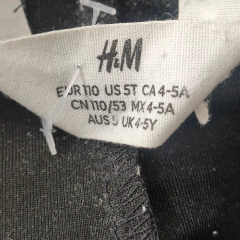 H&M
EUR 110 US 5T CA 4-5A
CN 110/53 MX 4-5A
AUS 5 UK 4-5Y